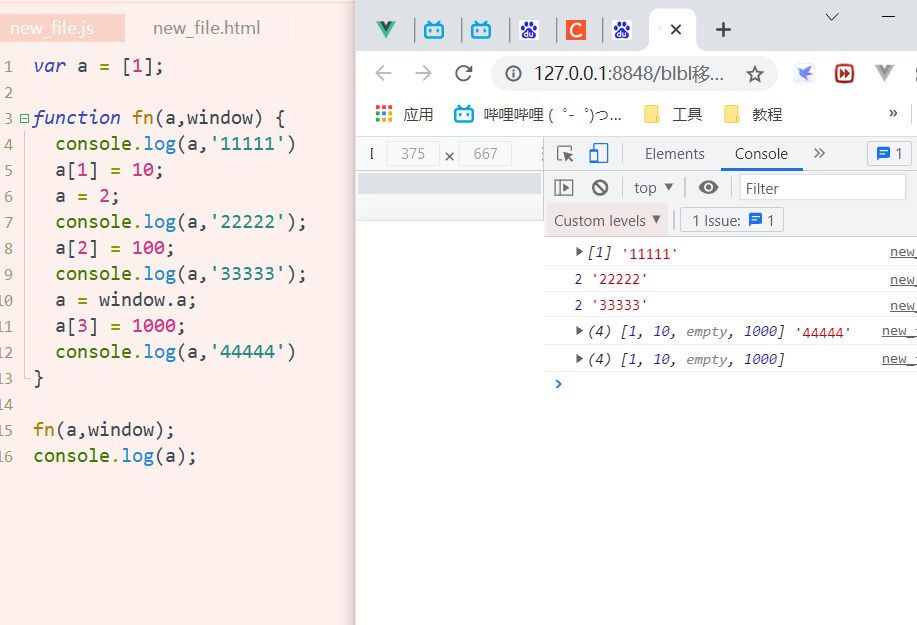 new_file.js new_file.html
1 var a = [1];
2
3 function fn(a,window) {
4 console.log(a,'11111')
5 a[1] = 10;
6 a = 2;
7 console.log(a,'22222');
8 a[2] = 100;
9 console.log(a,'33333');
10 a = window.a;
11 a[3] = 1000;
12 console.log(a,'44444')
13 }
14
15 fn(a,window);
16 console.log(a);
127.0.0.1:8848/blbl移...
应用 哔哩哔哩 ( ゜- ゜)つ... 工具 教程 »
375 × 667
Elements Console » 1
top ▼ Filter
Custom levels ▼ 1 Issue: 1
[1] '11111' new_
2 '22222' new_
2 '33333' new_
(4) [1, 10, empty, 1000] '44444' new_
(4) [1, 10, empty, 1000] new_